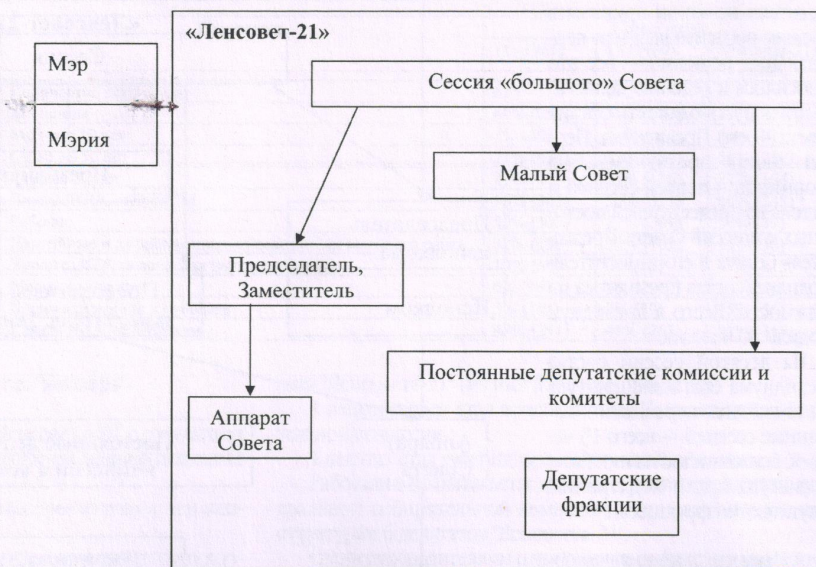 «Ленсовет-21»
Мэр
Мэрия
Сессия «большого» Совета
Малый Совет
Председатель,
Заместитель
Постоянные депутатские комиссии и
комитеты
Аппарат
Совета
Депутатские
фракции